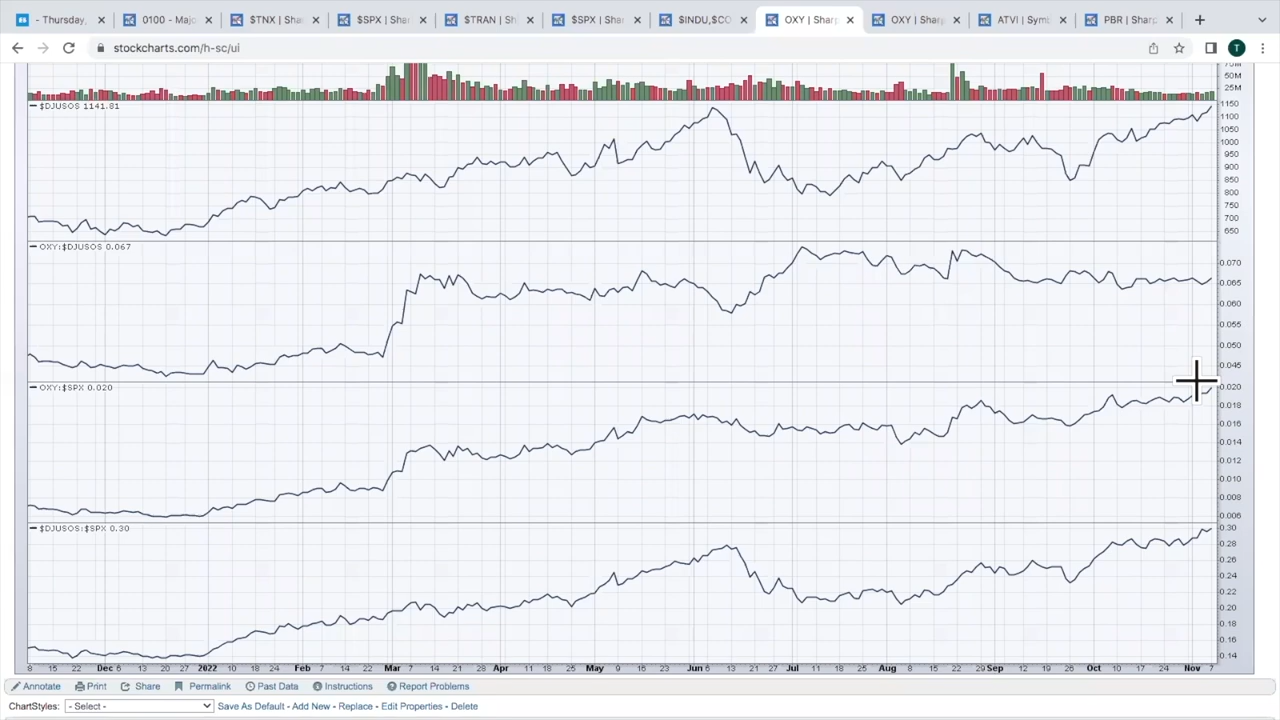 - Thursday, 0100 - Majo $TNX | Sha $SPX | Sha $TRAN | Sh $SPX | Shar $INDU,$CO OXY | Sharp OXY | Sharp ATVI | Sym PBR | Sharp
stockcharts.com/h-sc/ui T
75M
50M
25M
$DJUSOS 1141.81
1150
1100
1050
1000
950
900
850
800
750
700
650
OXY:$DJUSOS 0.067
0.070
0.065
0.060
0.055
0.050
0.045
OXY:$SPX 0.020
0.020
0.018
0.016
0.014
0.012
0.010
0.008
0.006
$DJUSOS:$SPX 0.30
0.30
0.28
0.26
0.24
0.22
0.20
0.18
0.16
0.14
8 15 22 Dec 6 13 20 27 2022 10 18 24 Feb 7 14 22 Mar 7 14 21 28 Apr 11 18 25 May 9 16 23 Jun 6 13 21 27 Jul 11 18 25 Aug 8 15 22 29 Sep 12 19 26 Oct 10 17 24 Nov 7
Annotate Print Share Permalink Past Data Instructions Report Problems
ChartStyles: - Select - Save As Default - Add New - Replace - Edit Properties - Delete